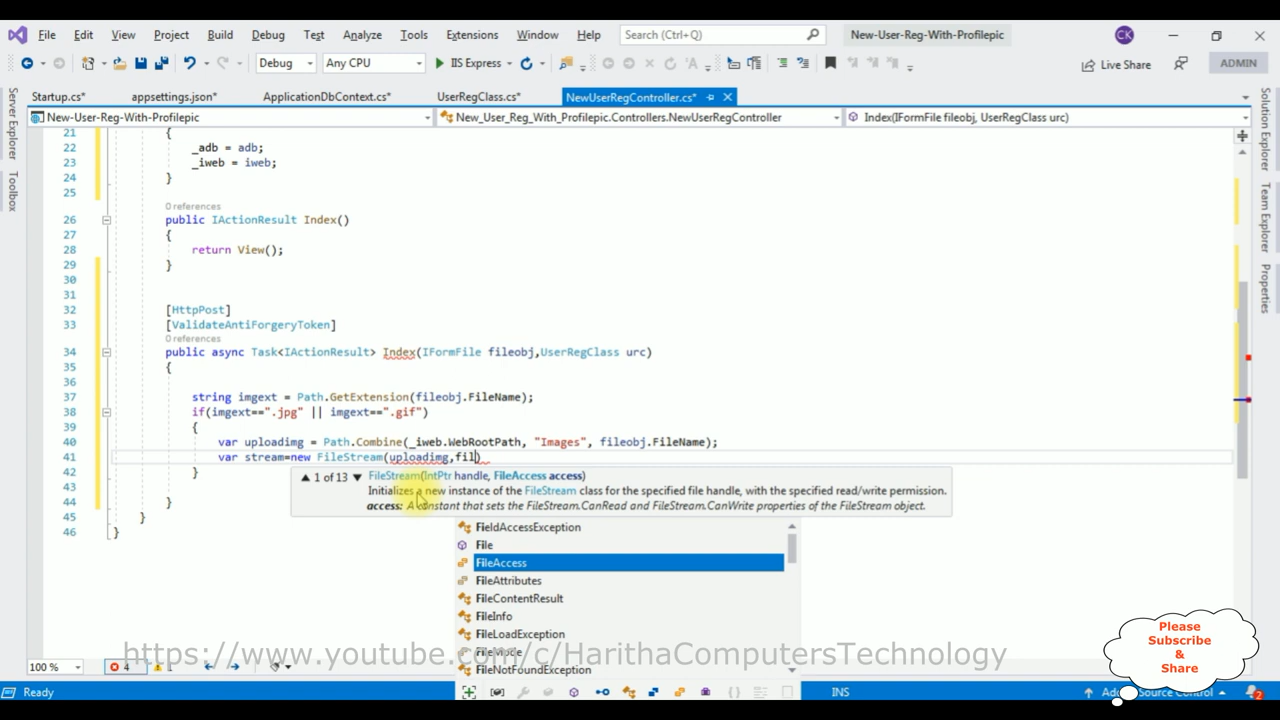 File Edit View Project Build Debug Test Analyze Tools Extensions Window Help Search (Ctrl+Q) New-User-Reg-With-Profilepic CK
Debug Any CPU IIS Express Live Share ADMIN
Startup.cs* appsettings.json* ApplicationDbContext.cs* UserRegClass.cs* NewUserRegController.cs*
New-User-Reg-With-Profilepic New_User_Reg_With_Profilepic.Controllers.NewUserRegController Index(IFormFile fileobj, UserRegClass urc)
Server Explorer
Toolbox
Solution Explorer
Team Explorer
Properties
21 {
22 _adb = adb;
23 _iweb = iweb;
24 }
25
0 references
26 public IActionResult Index()
27 {
28 return View();
29 }
30
31
32 [HttpPost]
33 [ValidateAntiForgeryToken]
0 references
34 public async Task<IActionResult> Index(IFormFile fileobj,UserRegClass urc)
35 {
36
37 string imgext = Path.GetExtension(fileobj.FileName);
38 if(imgext==".jpg" || imgext==".gif")
39 {
40 var uploadimg = Path.Combine(_iweb.WebRootPath, "Images", fileobj.FileName);
41 var stream=new FileStream(uploadimg,fil)
42 }
43
44 }
45 }
46 }
1 of 13 FileStream(IntPtr handle, FileAccess access)
Initializes a new instance of the FileStream class for the specified file handle, with the specified read/write permission.
access: A constant that sets the FileStream.CanRead and FileStream.CanWrite properties of the FileStream object.
FieldAccessException
File
FileAccess
FileAttributes
FileContentResult
FileInfo
FileLoadException
FileMode
FileNotFoundException
Please
Subscribe
&
Share
https://www.youtube.com/c/HarithaComputersTechnology
100 % 4 1
Ready INS Source Control 2